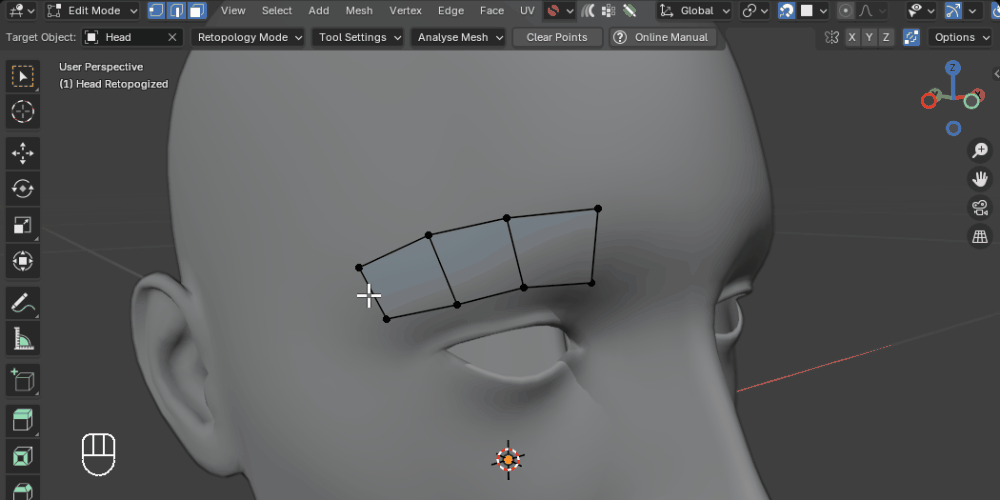 Edit Mode View Select Add Mesh Vertex Edge Face UV Global
Target Object: Head Retopology Mode Tool Settings Analyse Mesh Clear Points Online Manual X Y Z Options
User Perspective
(1) Head Retopogized
Z